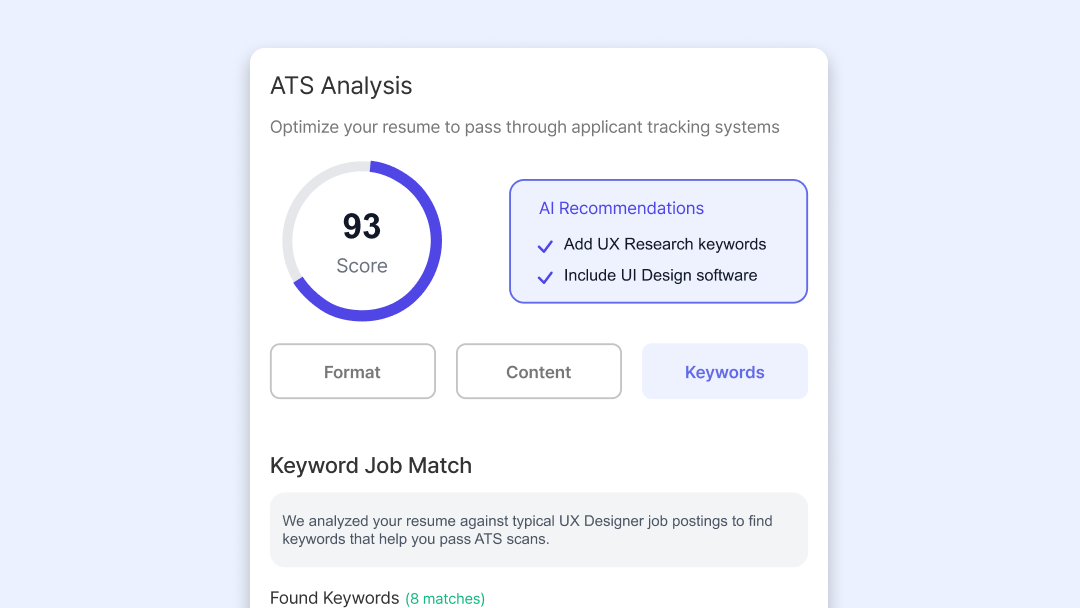 ATS Analysis
Optimize your resume to pass through applicant tracking systems
93
Score
AI Recommendations
Add UX Research keywords
Include UI Design software
Format
Content
Keywords
Keyword Job Match
We analyzed your resume against typical UX Designer job postings to find
keywords that help you pass ATS scans.
Found Keywords (8 matches)